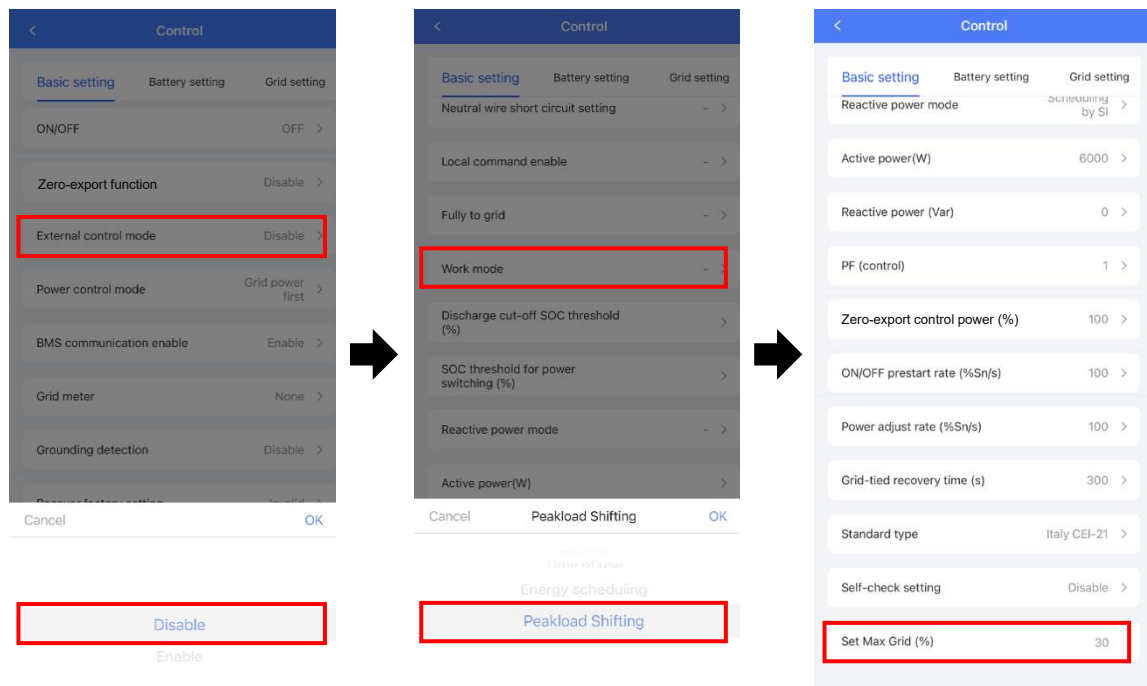 <
Control
Basic setting Battery setting Grid setting
ON/OFF OFF >
Zero-export function Disable >
External control mode Disable >
Power control mode Grid power >
first
BMS communication enable Enable >
Grid meter None >
Grounding detection Disable >
Recover factory setting Invalid >
Cancel OK
Disable
Enable
<
Control
Basic setting Battery setting Grid setting
Neutral wire short circuit setting - >
Local command enable - >
Fully to grid - >
Work mode - >
Discharge cut-off SOC threshold >
(%)
SOC threshold for power >
switching (%)
Reactive power mode - >
Active power(W) >
Cancel Peakload Shifting OK
Time of use
Energy scheduling
Peakload Shifting
<
Control
Basic setting Battery setting Grid setting
Reactive power mode Scheduling >
by SI
Active power(W) 6000 >
Reactive power (Var) 0 >
PF (control) 1 >
Zero-export control power (%) 100 >
ON/OFF prestart rate (%Sn/s) 100 >
Power adjust rate (%Sn/s) 100 >
Grid-tied recovery time (s) 300 >
Standard type Italy CEI-21 >
Self-check setting Disable >
Set Max Grid (%) 30